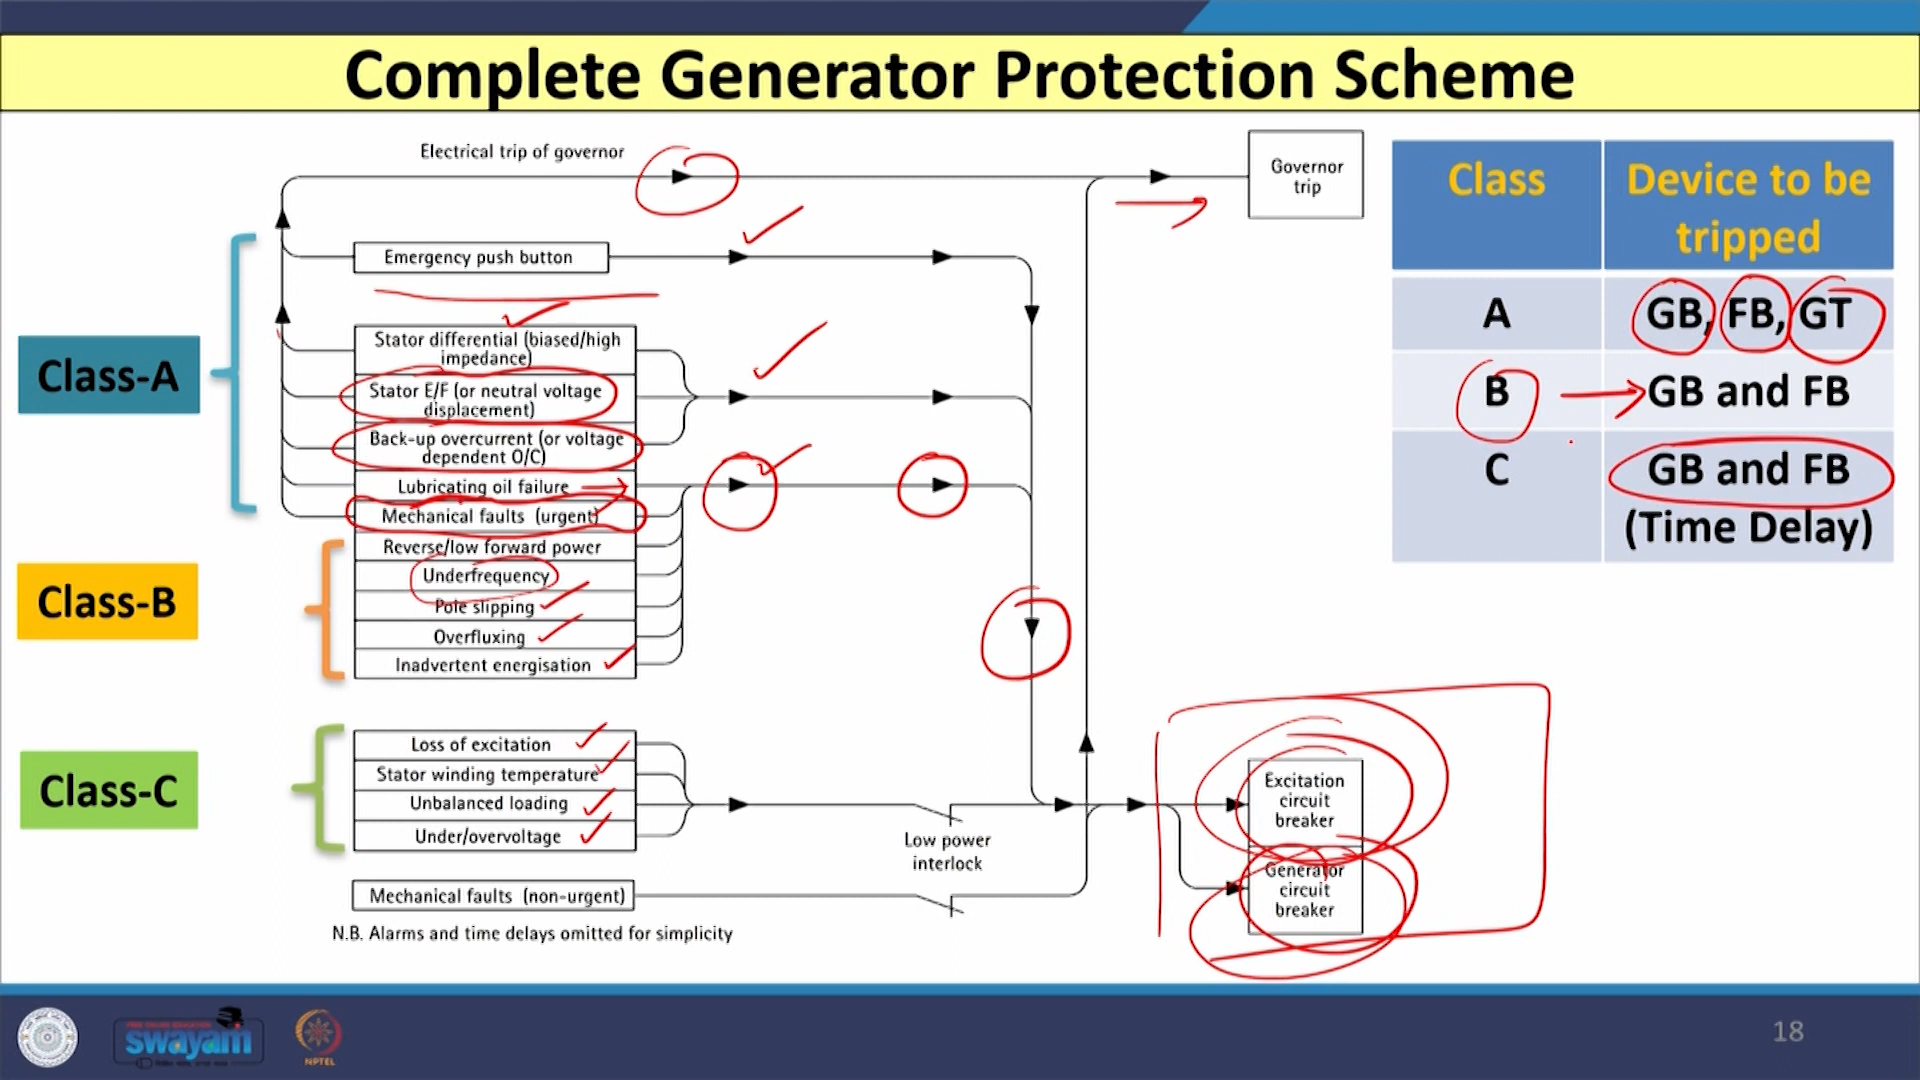 Complete Generator Protection Scheme
Electrical trip of governor
Governor
trip
Emergency push button
Class-A
Stator differential (biased/high
impedance)
Stator E/F (or neutral voltage
displacement)
Back-up overcurrent (or voltage
dependent O/C)
Lubricating oil failure
Mechanical faults (urgent)
Class-B
Reverse/low forward power
Underfrequency
Pole slipping
Overfluxing
Inadvertent energisation
Class-C
Loss of excitation
Stator winding temperature
Unbalanced loading
Under/overvoltage
Low power
interlock
Mechanical faults (non-urgent)
N.B. Alarms and time delays omitted for simplicity
Excitation
circuit
breaker
Generator
circuit
breaker
Class
Device to be
tripped
A
GB, FB, GT
B
GB and FB
C
GB and FB
(Time Delay)
swayam
NPTEL
18